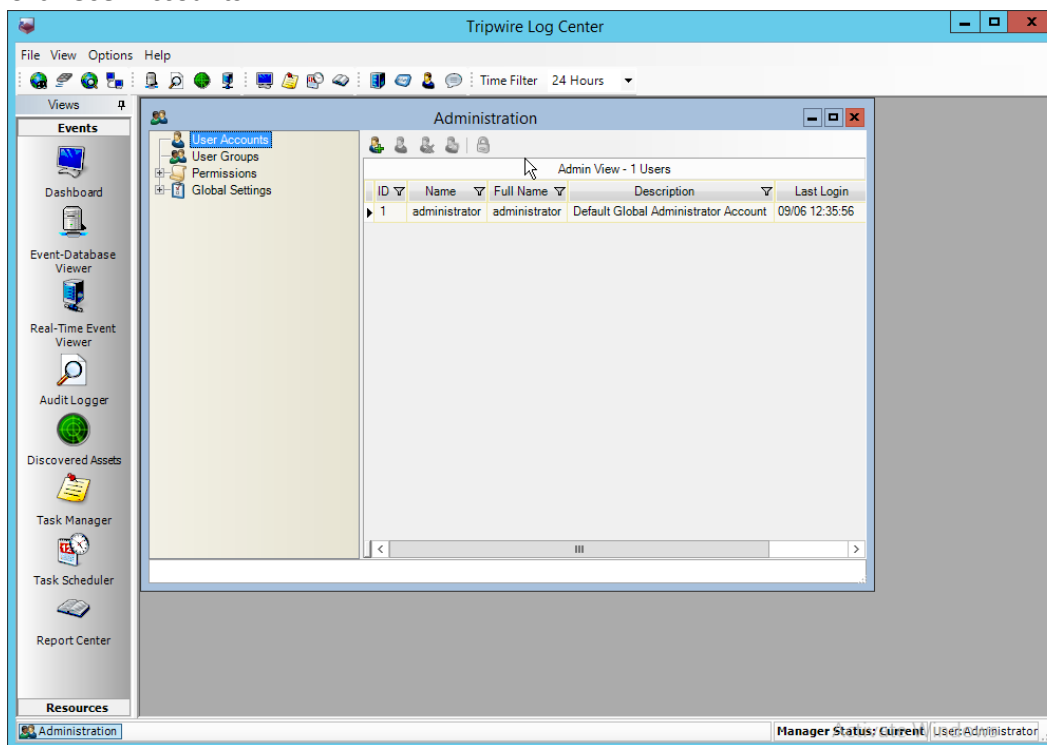 Tripwire Log Center
File View Options Help
Time Filter 24 Hours
Views
Events
Dashboard
Event-Database
Viewer
Real-Time Event
Viewer
Audit Logger
Discovered Assets
Task Manager
Task Scheduler
Report Center
Resources
Administration
User Accounts
User Groups
Permissions
Global Settings
Admin View - 1 Users
ID Name Full Name Description Last Login
1 administrator administrator Default Global Administrator Account 09/06 12:35:56
Administration
Manager Status: Current User: Administrator
Activate Windows